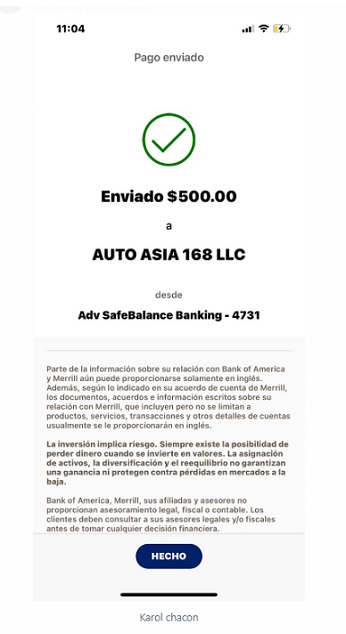 11:04
Pago enviado
Enviado $500.00
a
AUTO ASIA 168 LLC
desde
Adv SafeBalance Banking - 4731
Parte de la información sobre su relación con Bank of America
y Merrill aún puede proporcionarse solamente en inglés.
Además, según lo indicado en su acuerdo de cuenta de Merrill,
los documentos, acuerdos e información escritos sobre su
relación con Merrill, que incluyen pero no se limitan a
productos, servicios, transacciones y otros detalles de cuentas
usualmente se le proporcionarán en inglés.
La inversión implica riesgo. Siempre existe la posibilidad de
perder dinero cuando se invierte en valores. La asignación
de activos, la diversificación y el reequilibrio no garantizan
una ganancia ni protegen contra pérdidas en mercados a la
baja.
Bank of America, Merrill, sus afiliadas y asesores no
proporcionan asesoramiento legal, fiscal o contable. Los
clientes deben consultar a sus asesores legales y/o fiscales
antes de tomar cualquier decisión financiera.
HECHO
Karol chacon